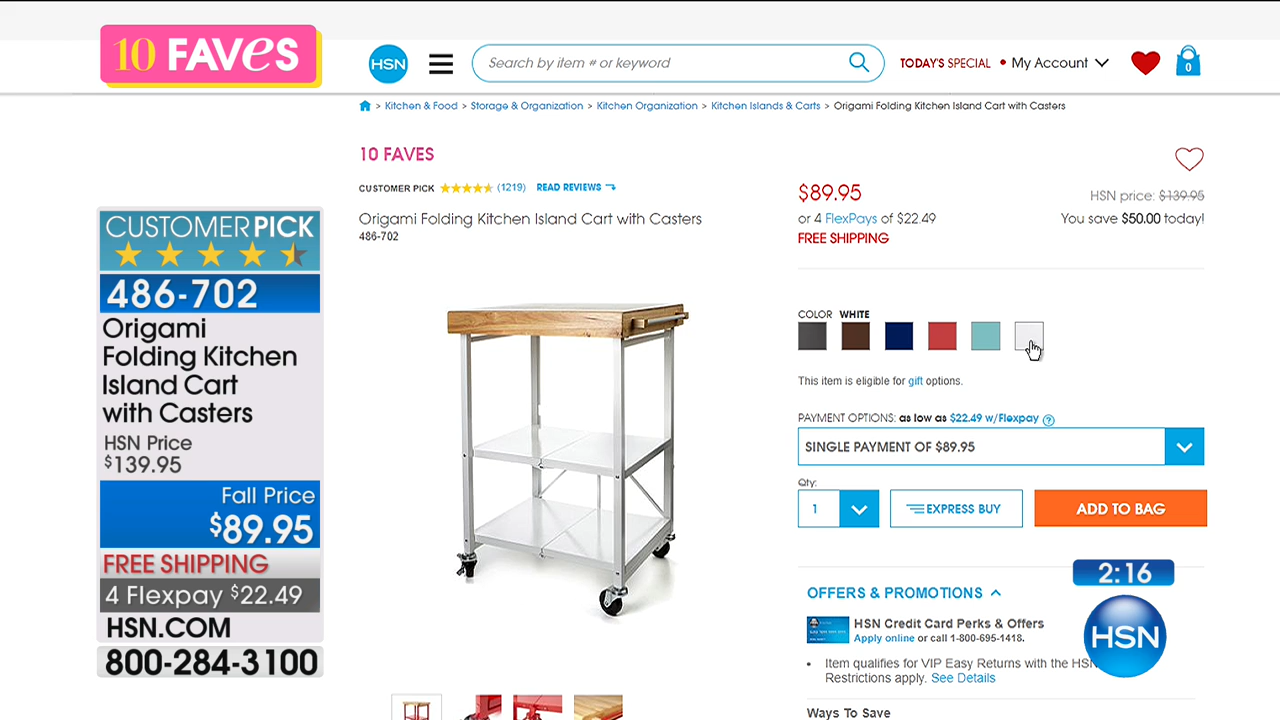 10 FAVES
HSN
Search by item # or keyword
TODAY'S SPECIAL • My Account
0
> Kitchen & Food > Storage & Organization > Kitchen Organization > Kitchen Islands & Carts > Origami Folding Kitchen Island Cart with Casters
10 FAVES
CUSTOMER PICK (1219) READ REVIEWS
Origami Folding Kitchen Island Cart with Casters
486-702
$89.95
HSN price: $139.95
or 4 FlexPays of $22.49
You save $50.00 today!
FREE SHIPPING
COLOR WHITE
This item is eligible for gift options.
PAYMENT OPTIONS: as low as $22.49 w/Flexpay ?
SINGLE PAYMENT OF $89.95
Qty:
1
EXPRESS BUY
ADD TO BAG
OFFERS & PROMOTIONS
HSN Credit Card Perks & Offers
Apply online or call 1-800-695-1418.
• Item qualifies for VIP Easy Returns with the HSN
Restrictions apply. See Details
Ways To Save
CUSTOMER PICK
486-702
Origami
Folding Kitchen
Island Cart
with Casters
HSN Price
$139.95
Fall Price
$89.95
FREE SHIPPING
4 Flexpay $22.49
HSN.COM
800-284-3100
2:16
HSN